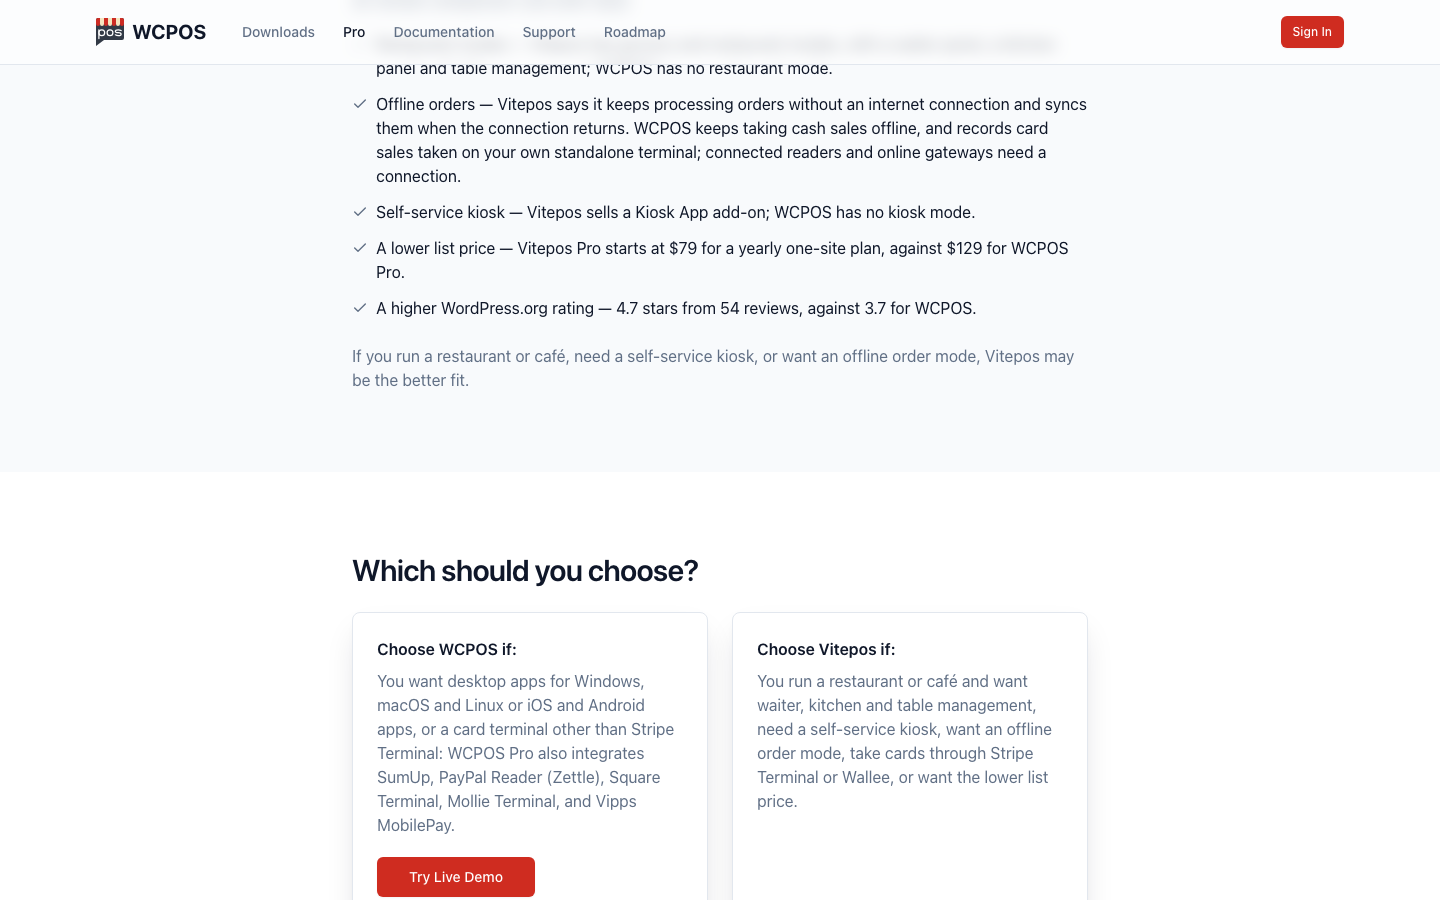 pos WCPOS Downloads Pro Documentation Support Roadmap Sign In
panel and table management; WCPOS has no restaurant mode.
Offline orders — Vitepos says it keeps processing orders without an internet connection and syncs
them when the connection returns. WCPOS keeps taking cash sales offline, and records card
sales taken on your own standalone terminal; connected readers and online gateways need a
connection.
Self-service kiosk — Vitepos sells a Kiosk App add-on; WCPOS has no kiosk mode.
A lower list price — Vitepos Pro starts at $79 for a yearly one-site plan, against $129 for WCPOS
Pro.
A higher WordPress.org rating — 4.7 stars from 54 reviews, against 3.7 for WCPOS.
If you run a restaurant or café, need a self-service kiosk, or want an offline order mode, Vitepos may
be the better fit.
Which should you choose?
Choose WCPOS if:
You want desktop apps for Windows,
macOS and Linux or iOS and Android
apps, or a card terminal other than Stripe
Terminal: WCPOS Pro also integrates
SumUp, PayPal Reader (Zettle), Square
Terminal, Mollie Terminal, and Vipps
MobilePay.
Try Live Demo
Choose Vitepos if:
You run a restaurant or café and want
waiter, kitchen and table management,
need a self-service kiosk, want an offline
order mode, take cards through Stripe
Terminal or Wallee, or want the lower list
price.